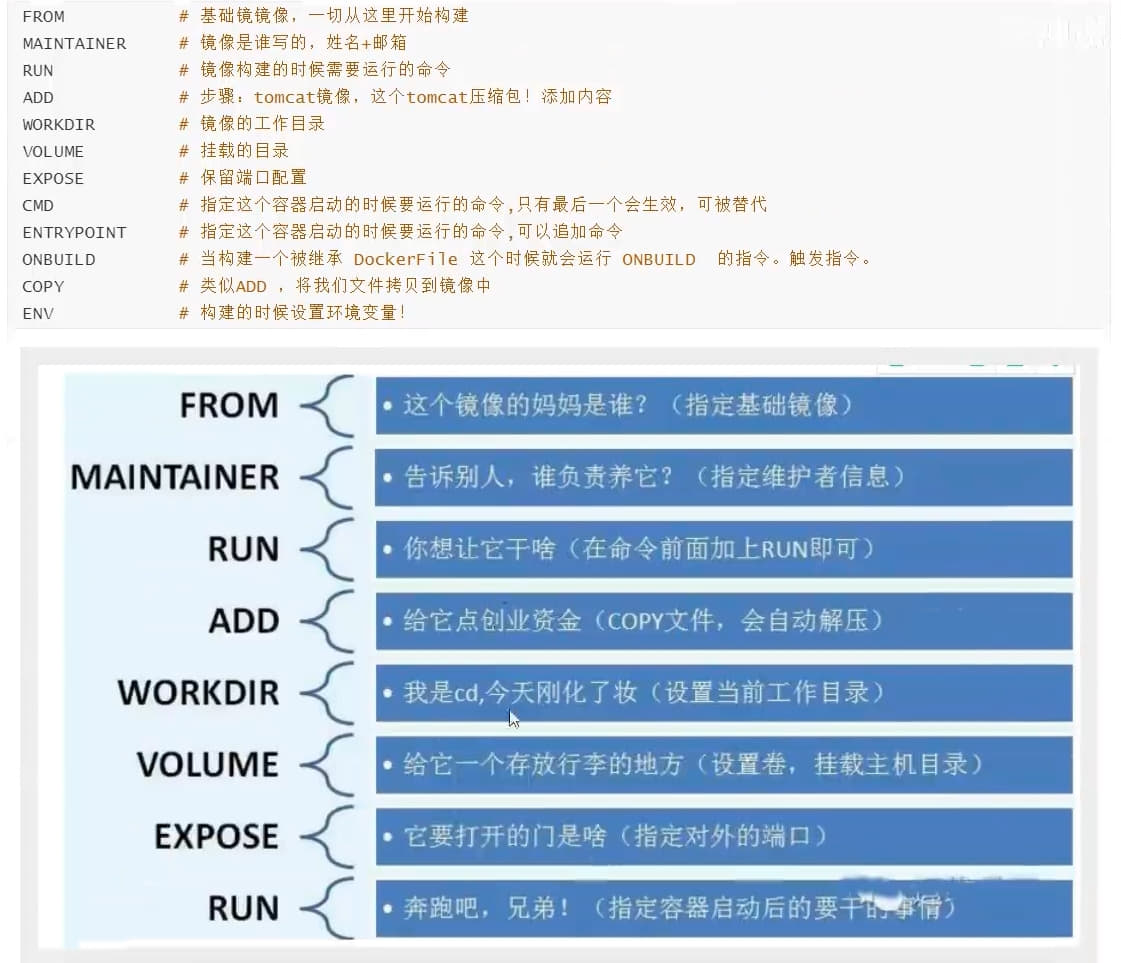 FROM # 基础镜镜像，一切从这里开始构建
MAINTAINER # 镜像是谁写的，姓名+邮箱
RUN # 镜像构建的时候需要运行的命令
ADD # 步骤：tomcat镜像，这个tomcat压缩包！添加内容
WORKDIR # 镜像的工作目录
VOLUME # 挂载的目录
EXPOSE # 保留端口配置
CMD # 指定这个容器启动的时候要运行的命令,只有最后一个会生效，可被替代
ENTRYPOINT # 指定这个容器启动的时候要运行的命令,可以追加命令
ONBUILD # 当构建一个被继承 DockerFile 这个时候就会运行 ONBUILD 的指令。触发指令。
COPY # 类似ADD ，将我们文件拷贝到镜像中
ENV # 构建的时候设置环境变量！
FROM • 这个镜像的妈妈是谁？（指定基础镜像）
MAINTAINER • 告诉别人，谁负责养它？（指定维护者信息）
RUN • 你想让它干啥（在命令前面加上RUN即可）
ADD • 给它点创业资金（COPY文件，会自动解压）
WORKDIR • 我是cd,今天刚化了妆（设置当前工作目录）
VOLUME • 给它一个存放行李的地方（设置卷，挂载主机目录）
EXPOSE • 它要打开的门是啥（指定对外的端口）
RUN • 奔跑吧，兄弟！（指定容器启动后的要干的事情）